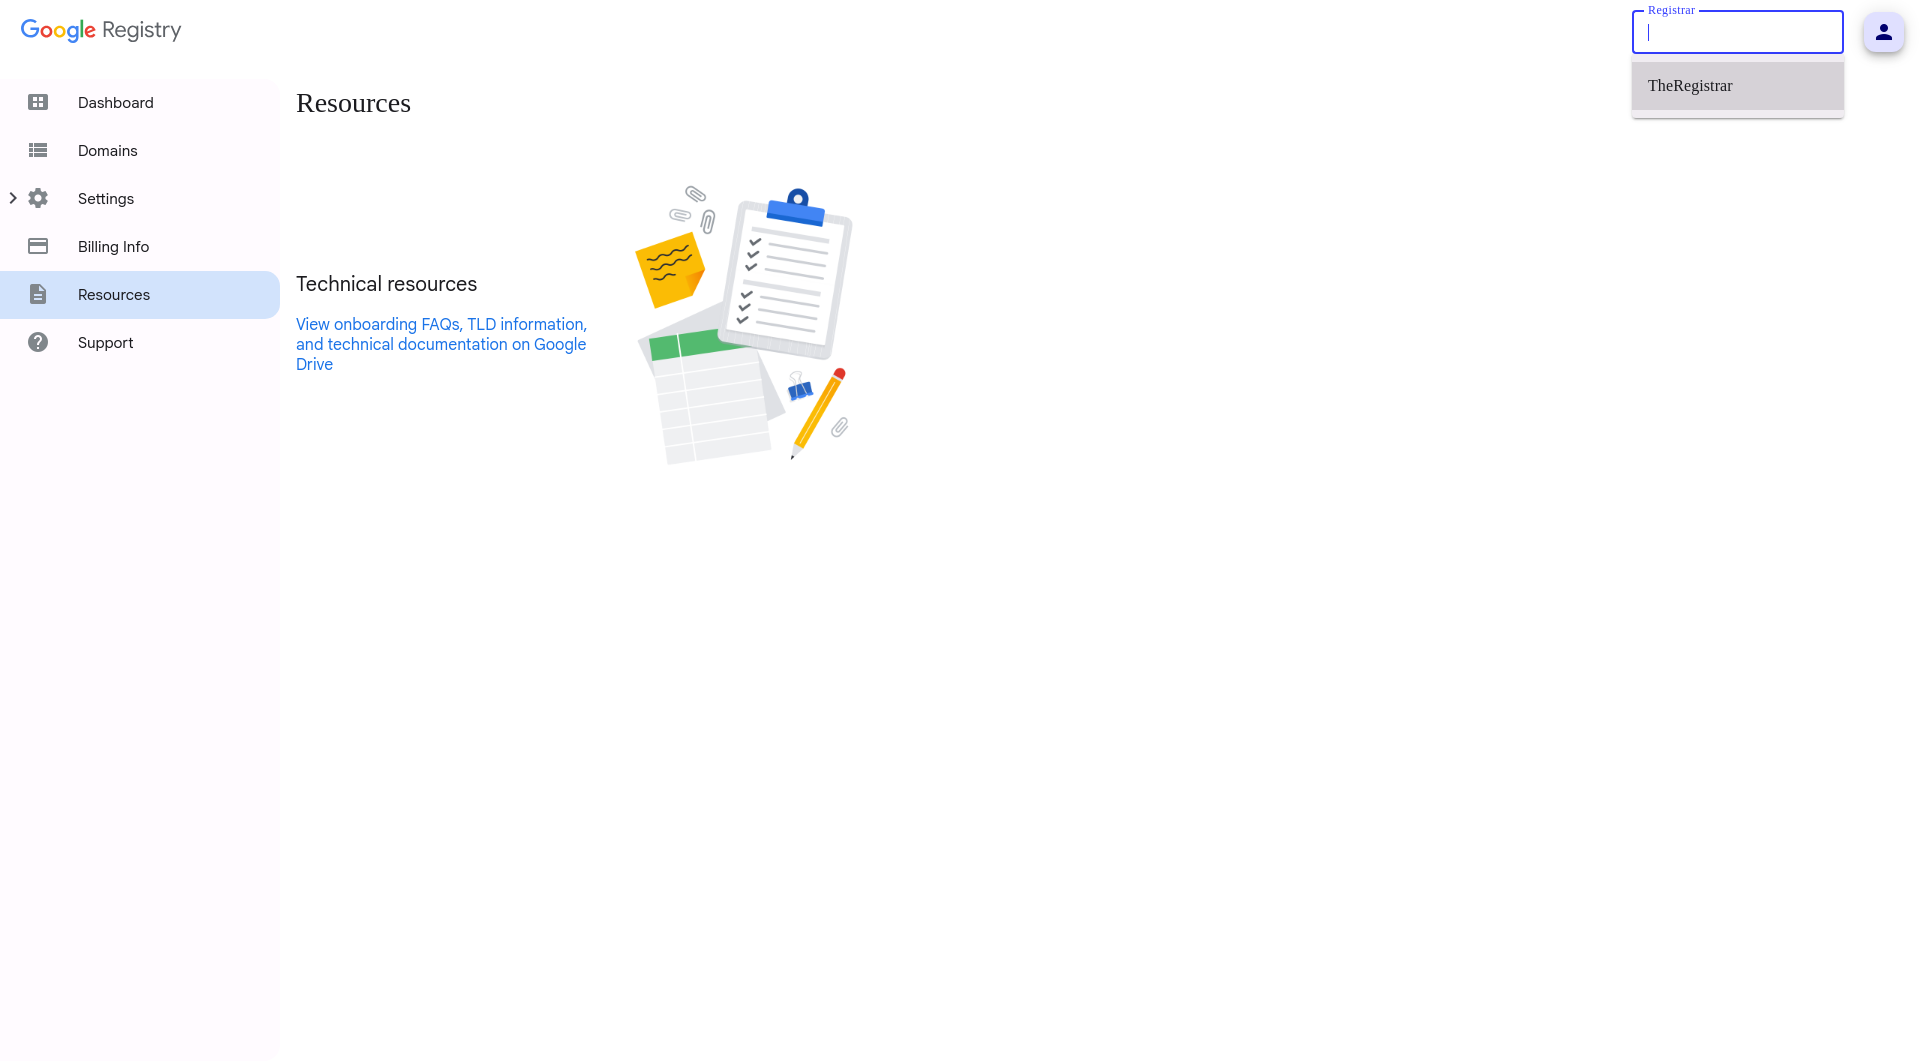 Google Registry
Registrar
TheRegistrar
Dashboard
Domains
Settings
Billing Info
Resources
Support
Resources
Technical resources
View onboarding FAQs, TLD information,
and technical documentation on Google
Drive